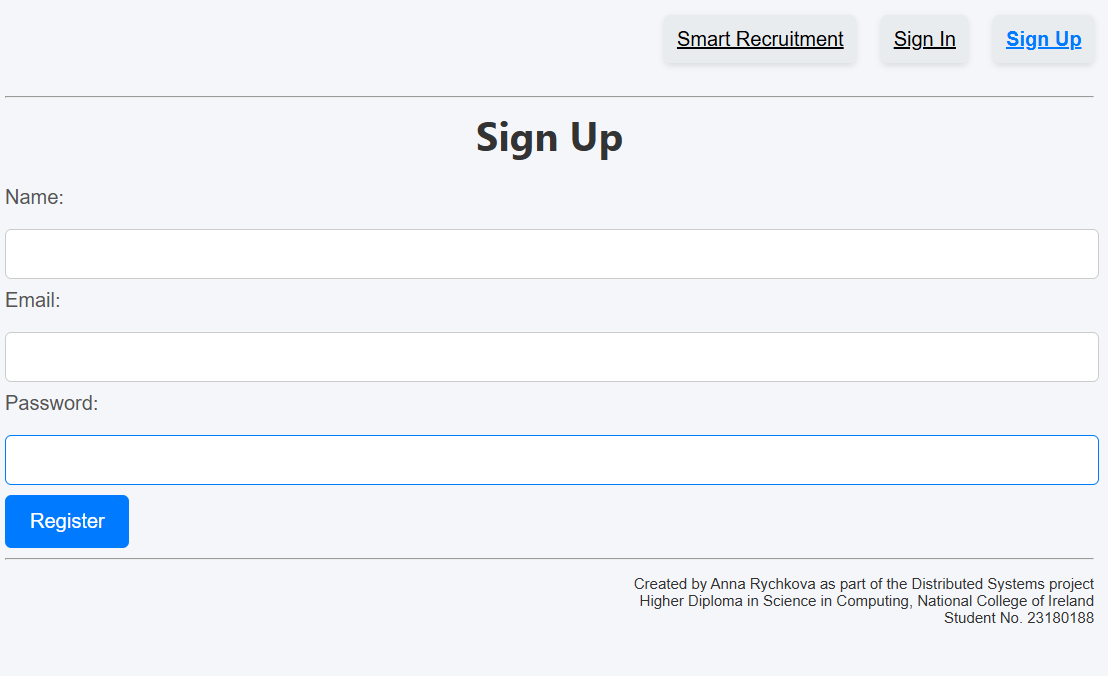 Smart Recruitment Sign In Sign Up
Sign Up
Name:
Email:
Password:
Register
Created by Anna Rychkova as part of the Distributed Systems project
Higher Diploma in Science in Computing, National College of Ireland
Student No. 23180188